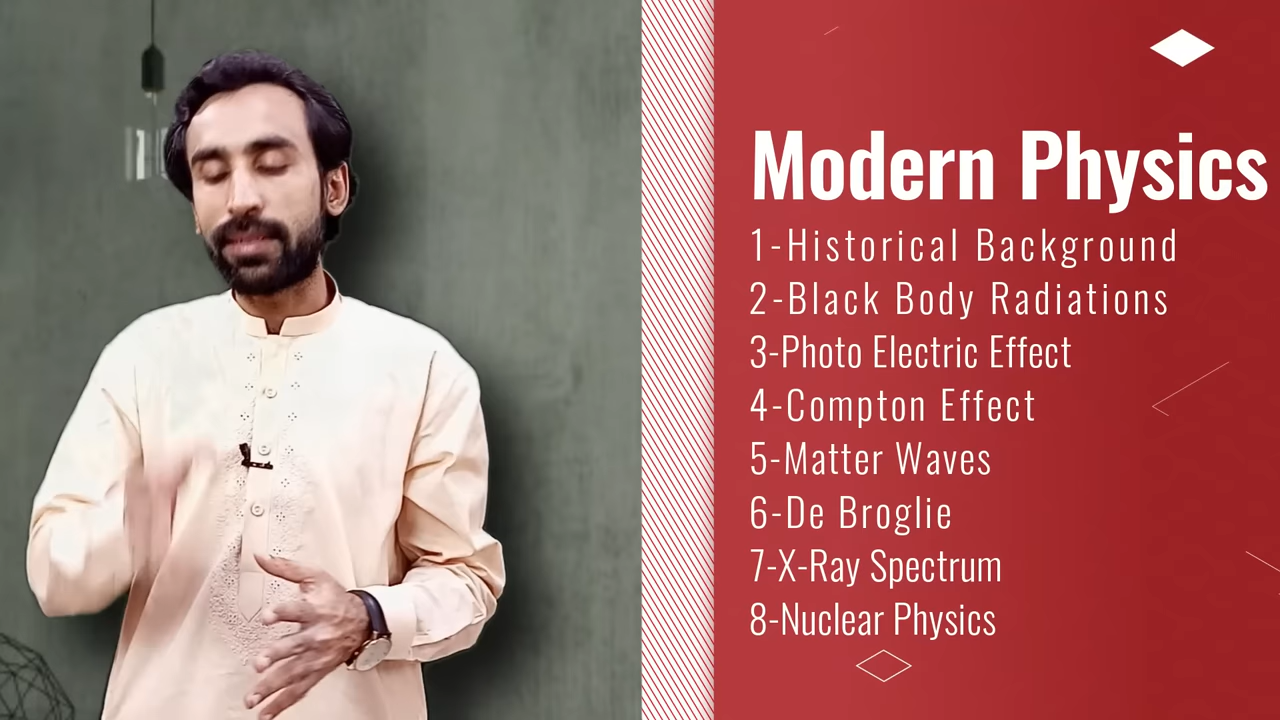 Modern Physics
1-Historical Background
2-Black Body Radiations
3-Photo Electric Effect
4-Compton Effect
5-Matter Waves
6-De Broglie
7-X-Ray Spectrum
8-Nuclear Physics